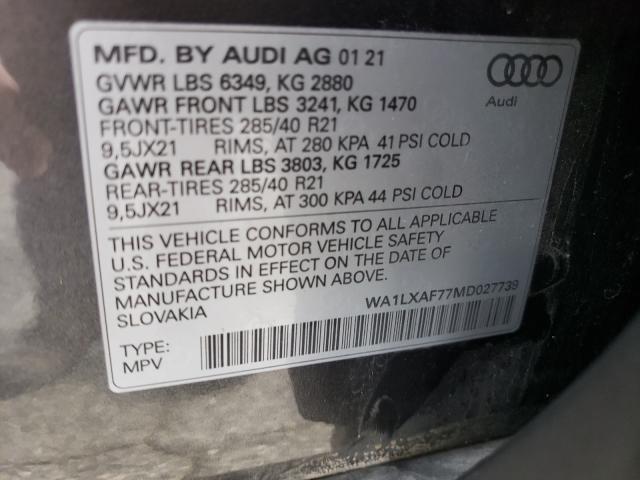 MFD. BY AUDI AG 01 21
GVWR LBS 6349, KG 2880
GAWR FRONT LBS 3241, KG 1470
FRONT-TIRES 285/40 R21
9,5JX21 RIMS, AT 280 KPA 41 PSI COLD
GAWR REAR LBS 3803, KG 1725
REAR-TIRES 285/40 R21
9,5JX21 RIMS, AT 300 KPA 44 PSI COLD
Audi
THIS VEHICLE CONFORMS TO ALL APPLICABLE
U.S. FEDERAL MOTOR VEHICLE SAFETY
STANDARDS IN EFFECT ON THE DATE OF
MANUFACTURE SHOWN ABOVE.
SLOVAKIA
WA1LXAF77MD027739
TYPE:
MPV